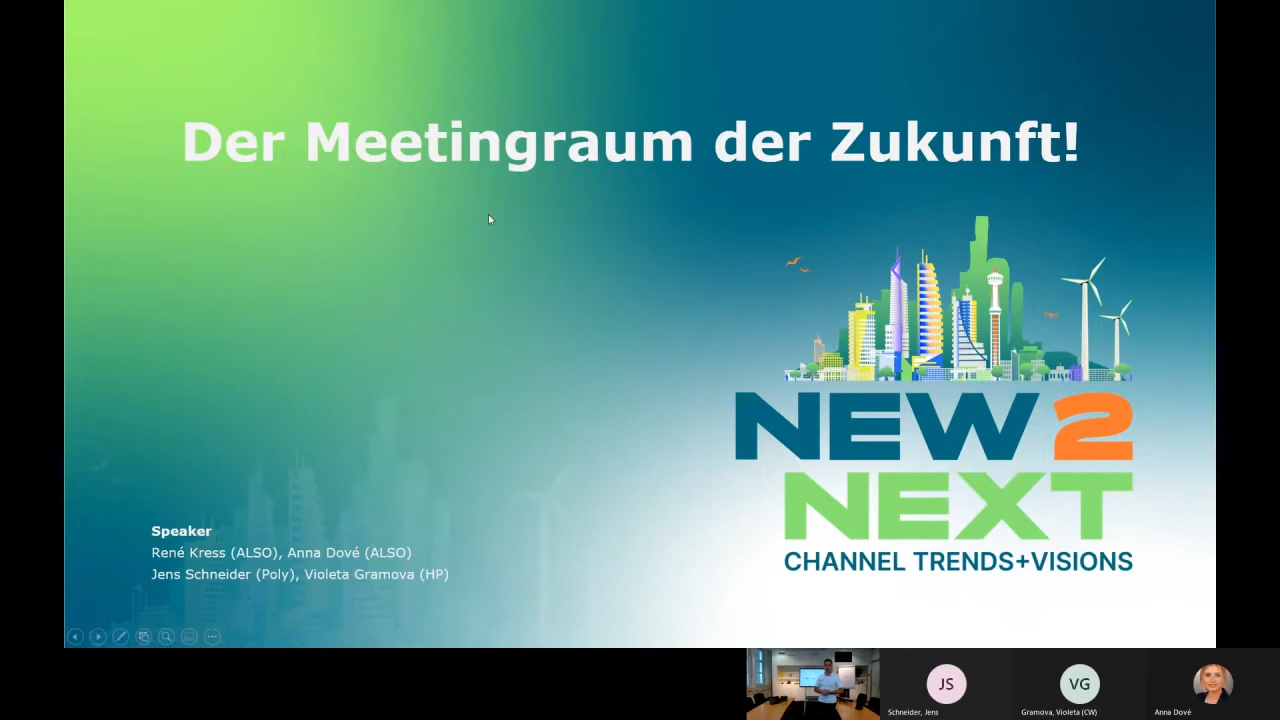 Der Meetingraum der Zukunft!
NEW 2
NEXT
CHANNEL TRENDS+VISIONS
Speaker
René Kress (ALSO), Anna Dové (ALSO)
Jens Schneider (Poly), Violeta Gramova (HP)
JS
VG
Schneider, Jens
Gramova, Violeta (CW)
Anna Dové